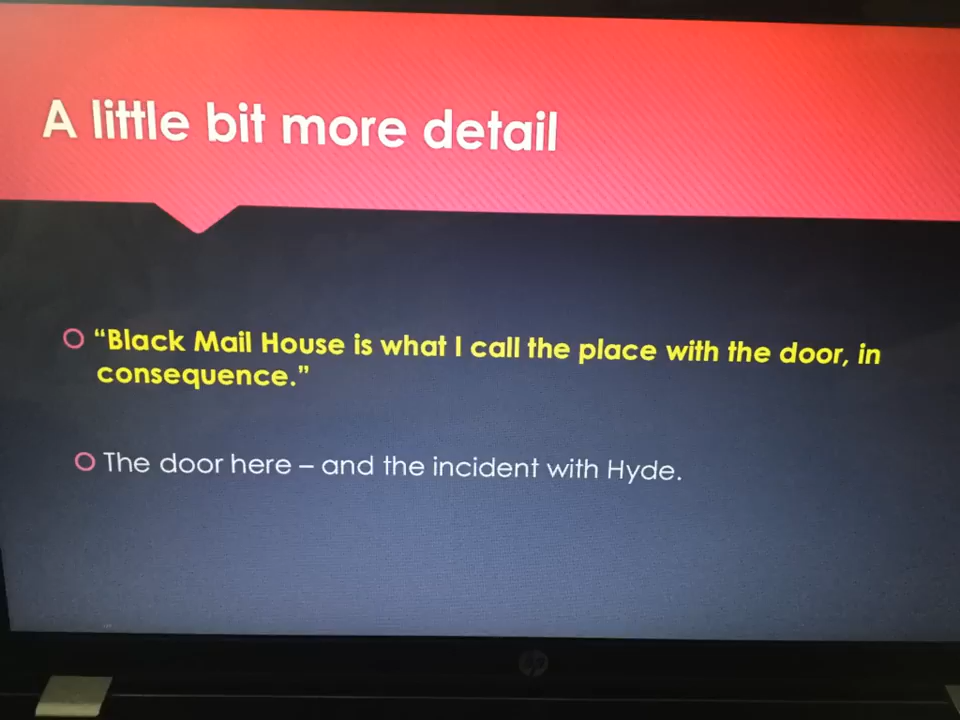 A little bit more detail
“Black Mail House is what I call the place with the door, in
consequence.”
The door here – and the incident with Hyde.
hp